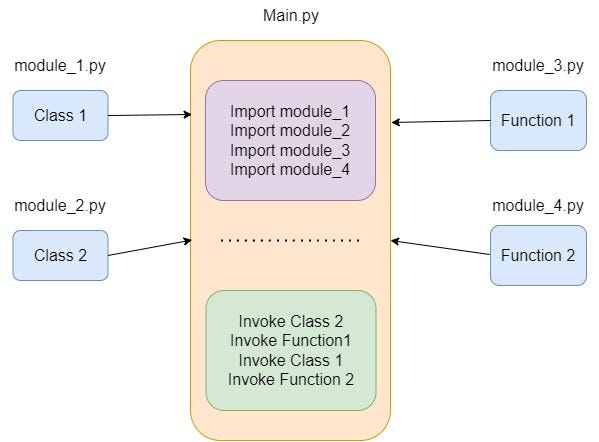 Main.py
module_1.py
Class 1
module_2.py
Class 2
Import module_1
Import module_2
Import module_3
Import module_4
Invoke Class 2
Invoke Function1
Invoke Class 1
Invoke Function 2
module_3.py
Function 1
module_4.py
Function 2